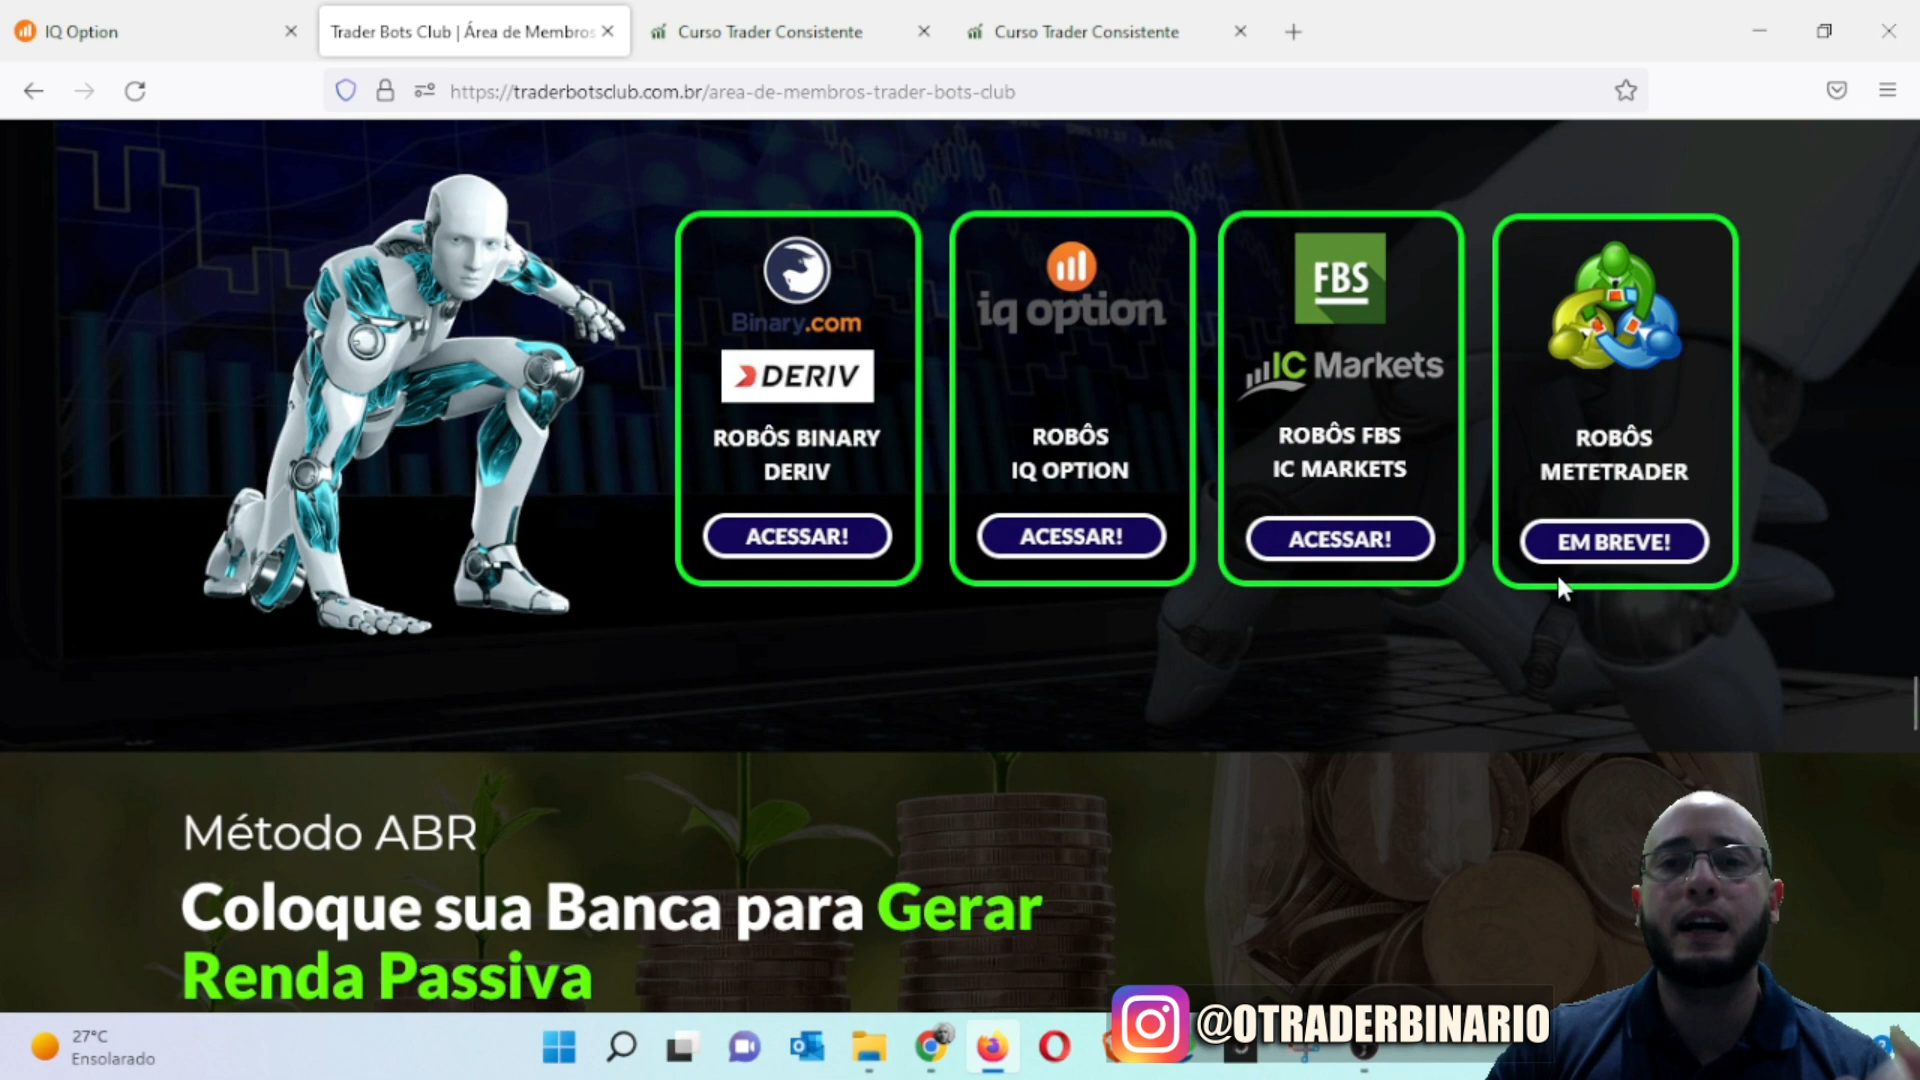 IQ Option
Trader Bots Club | Área de Membros
Curso Trader Consistente
Curso Trader Consistente
https://traderbotsclub.com.br/area-de-membros-trader-bots-club
Binary.com
DERIV
ROBÔS BINARY
DERIV
ACESSAR!
iq option
ROBÔS
IQ OPTION
ACESSAR!
FBS
IC Markets
ROBÔS FBS
IC MARKETS
ACESSAR!
ROBÔS
METETRADER
EM BREVE!
Método ABR
Coloque sua Banca para Gerar
Renda Passiva
@OTRADERBINARIO
27°C
Ensolarado